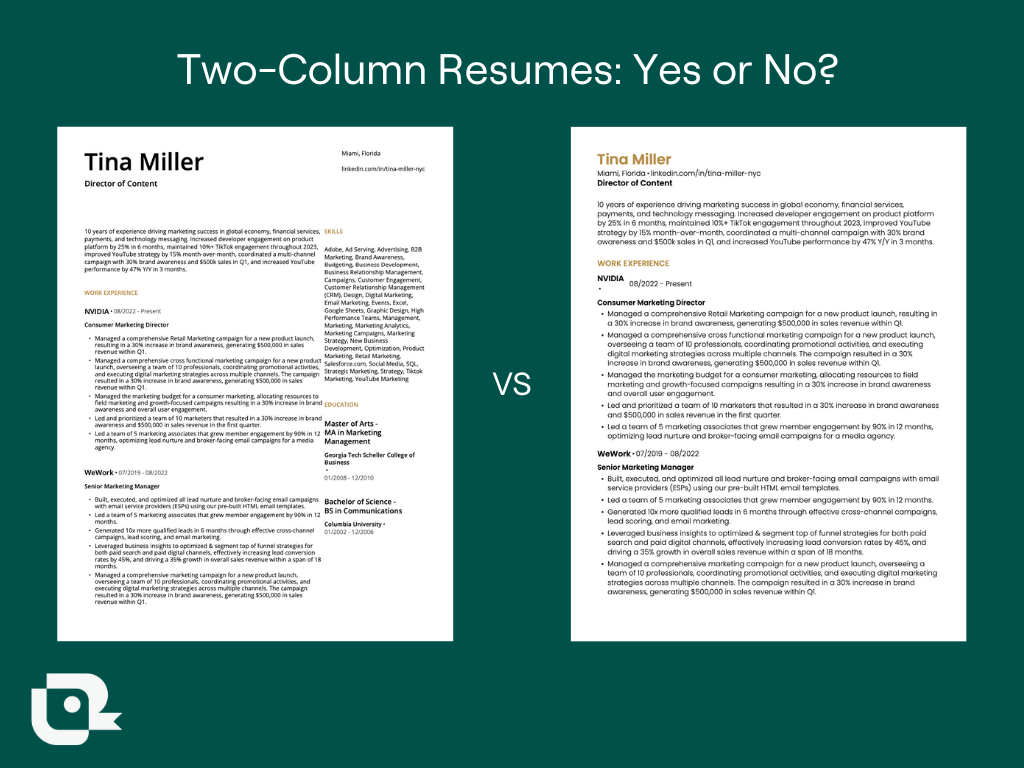 Two-Column Resumes: Yes or No?
Tina Miller
Director of Content
Miami, Florida
linkedin.com/in/tina-miller-nyc
10 years of experience driving marketing success in global economy, financial services,
payments, and technology messaging. Increased developer engagement on product
platform by 25% in 6 months, maintained 10%+ TikTok engagement throughout 2023,
improved YouTube strategy by 15% month-over-month, coordinated a multi-channel
campaign with 30% brand awareness and $500k sales in Q1, and increased YouTube
performance by 47% Y/Y in 3 months.
WORK EXPERIENCE
NVIDIA • 08/2022 - Present
Consumer Marketing Director
• Managed a comprehensive Retail Marketing campaign for a new product launch,
resulting in a 30% increase in brand awareness, generating $500,000 in sales
revenue within Q1.
• Managed a comprehensive cross functional marketing campaign for a new product
launch, overseeing a team of 10 professionals, coordinating promotional activities,
and executing digital marketing strategies across multiple channels. The campaign
resulted in a 30% increase in brand awareness, generating $500,000 in sales
revenue within Q1.
• Managed the marketing budget for a consumer marketing, allocating resources to
field marketing and growth-focused campaigns resulting in a 30% increase in brand
awareness and overall user engagement.
• Led and prioritized a team of 10 marketers that resulted in a 30% increase in brand
awareness and $500,000 in sales revenue in the first quarter.
• Led a team of 5 marketing associates that grew member engagement by 90% in 12
months, optimizing lead nurture and broker-facing email campaigns for a media
agency.
WeWork • 07/2019 - 08/2022
Senior Marketing Manager
• Built, executed, and optimized all lead nurture and broker-facing email campaigns
with email service providers (ESPs) using our pre-built HTML email templates.
• Led a team of 5 marketing associates that grew member engagement by 90% in 12
months.
• Generated 10x more qualified leads in 6 months through effective cross-channel
campaigns, lead scoring, and email marketing.
• Leveraged business insights to optimized & segment top of funnel strategies for
both paid search and paid digital channels, effectively increasing lead conversion
rates by 45%, and driving a 35% growth in overall sales revenue within a span of 18
months.
• Managed a comprehensive marketing campaign for a new product launch,
overseeing a team of 10 professionals, coordinating promotional activities, and
executing digital marketing strategies across multiple channels. The campaign
resulted in a 30% increase in brand awareness, generating $500,000 in sales
revenue within Q1.
SKILLS
Adobe, Ad Serving, Advertising, B2B
Marketing, Brand Awareness,
Budgeting, Business Development,
Business Relationship Management,
Campaigns, Customer Engagement,
Customer Relationship Management
(CRM), Design, Digital Marketing,
Email Marketing, Events, Excel,
Google Sheets, Graphic Design, High
Performance Teams, Management,
Marketing, Marketing Analytics,
Marketing Campaigns, Marketing
Strategy, New Business
Development, Optimization, Product
Marketing, Retail Marketing,
Salesforce.com, Social Media, SQL,
Strategic Marketing, Strategy, Tiktok
Marketing, YouTube Marketing
EDUCATION
Master of Arts -
MA in Marketing
Management
Georgia Tech Scheller College of
Business
•
01/2008 - 12/2010
Bachelor of Science -
BS in Communications
Columbia University •
01/2002 - 12/2006
VS
Tina Miller
Miami, Florida • linkedin.com/in/tina-miller-nyc
Director of Content
10 years of experience driving marketing success in global economy, financial services,
payments, and technology messaging. Increased developer engagement on product platform
by 25% in 6 months, maintained 10%+ TikTok engagement throughout 2023, improved YouTube
strategy by 15% month-over-month, coordinated a multi-channel campaign with 30% brand
awareness and $500k sales in Q1, and increased YouTube performance by 47% Y/Y in 3 months.
WORK EXPERIENCE
NVIDIA
•
08/2022 - Present
Consumer Marketing Director
• Managed a comprehensive Retail Marketing campaign for a new product launch, resulting in
a 30% increase in brand awareness, generating $500,000 in sales revenue within Q1.
• Managed a comprehensive cross functional marketing campaign for a new product launch,
overseeing a team of 10 professionals, coordinating promotional activities, and executing
digital marketing strategies across multiple channels. The campaign resulted in a 30%
increase in brand awareness, generating $500,000 in sales revenue within Q1.
• Managed the marketing budget for a consumer marketing, allocating resources to field
marketing and growth-focused campaigns resulting in a 30% increase in brand awareness
and overall user engagement.
• Led and prioritized a team of 10 marketers that resulted in a 30% increase in brand awareness
and $500,000 in sales revenue in the first quarter.
• Led a team of 5 marketing associates that grew member engagement by 90% in 12 months,
optimizing lead nurture and broker-facing email campaigns for a media agency.
WeWork • 07/2019 - 08/2022
Senior Marketing Manager
• Built, executed, and optimized all lead nurture and broker-facing email campaigns with email
service providers (ESPs) using our pre-built HTML email templates.
• Led a team of 5 marketing associates that grew member engagement by 90% in 12 months.
• Generated 10x more qualified leads in 6 months through effective cross-channel campaigns,
lead scoring, and email marketing.
• Leveraged business insights to optimized & segment top of funnel strategies for both paid
search and paid digital channels, effectively increasing lead conversion rates by 45%, and
driving a 35% growth in overall sales revenue within a span of 18 months.
• Managed a comprehensive marketing campaign for a new product launch, overseeing a
team of 10 professionals, coordinating promotional activities, and executing digital marketing
strategies across multiple channels. The campaign resulted in a 30% increase in brand
awareness, generating $500,000 in sales revenue within Q1.